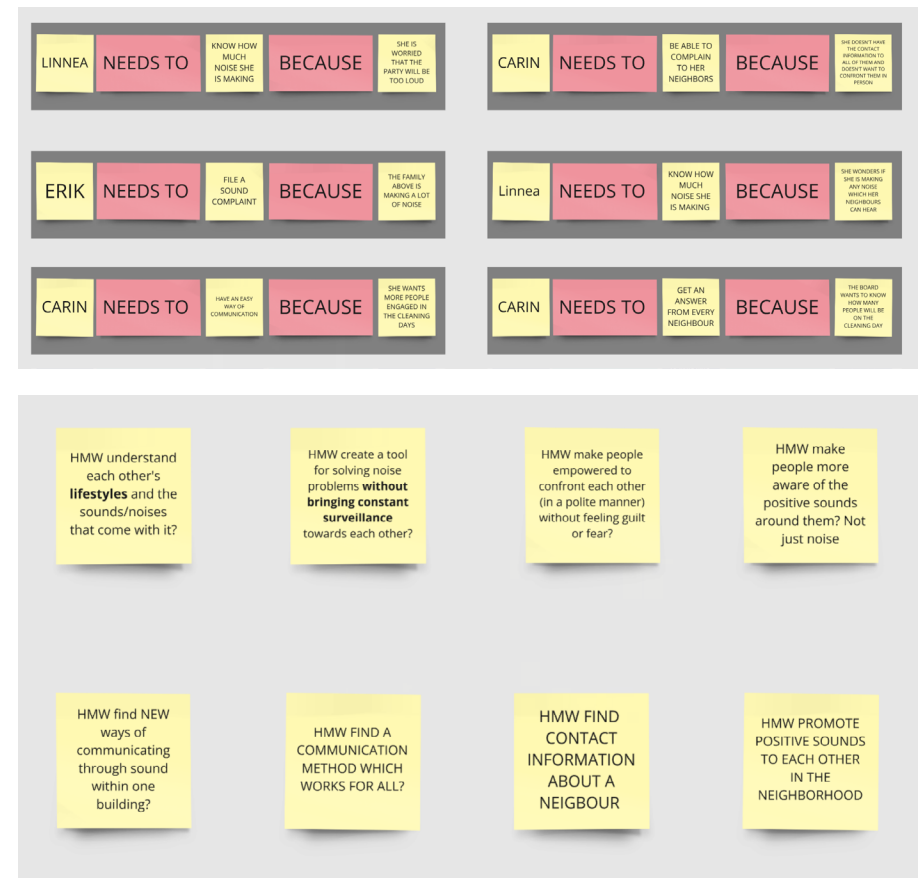 LINNEA
NEEDS TO
KNOW HOW
MUCH
NOISE SHE
IS MAKING
BECAUSE
SHE IS
WORRIED
THAT THE
PARTY WILL BE
TOO LOUD
CARIN
NEEDS TO
BE ABLE TO
COMPLAIN
TO HER
NEIGHBORS
BECAUSE
SHE DOESN'T HAVE
THE CONTACT
INFORMATION TO
ALL OF THEM AND
DOESN'T WANT TO
CONFRONT THEM IN
PERSON
ERIK
NEEDS TO
FILE A
SOUND
COMPLAINT
BECAUSE
THE FAMILY
ABOVE IS
MAKING A LOT
OF NOISE
Linnea
NEEDS TO
KNOW HOW
MUCH
NOISE SHE
IS MAKING
BECAUSE
SHE WONDERS IF
SHE IS MAKING
ANY NOISE
WHICH HER
NEIGHBOURS
CAN HEAR
CARIN
NEEDS TO
HAVE AN EASY
WAY OF
COMMUNICATION
BECAUSE
SHE WANTS
MORE PEOPLE
ENGAGED IN
THE CLEANING
DAYS
CARIN
NEEDS TO
GET AN
ANSWER
FROM EVERY
NEIGHBOUR
BECAUSE
THE BOARD
WANTS TO KNOW
HOW MANY
PEOPLE WILL BE
ON THE
CLEANING DAY
HMW understand
each other's
lifestyles and the
sounds/noises
that come with it?
HMW create a tool
for solving noise
problems without
bringing constant
surveillance
towards each other?
HMW make people
empowered to
confront each other
(in a polite manner)
without feeling guilt
or fear?
HMW make
people more
aware of the
positive sounds
around them? Not
just noise
HMW find NEW
ways of
communicating
through sound
within one
building?
HMW FIND A
COMMUNICATION
METHOD WHICH
WORKS FOR ALL?
HMW FIND
CONTACT
INFORMATION
ABOUT A
NEIGBOUR
HMW PROMOTE
POSITIVE SOUNDS
TO EACH OTHER
IN THE
NEIGHBORHOOD